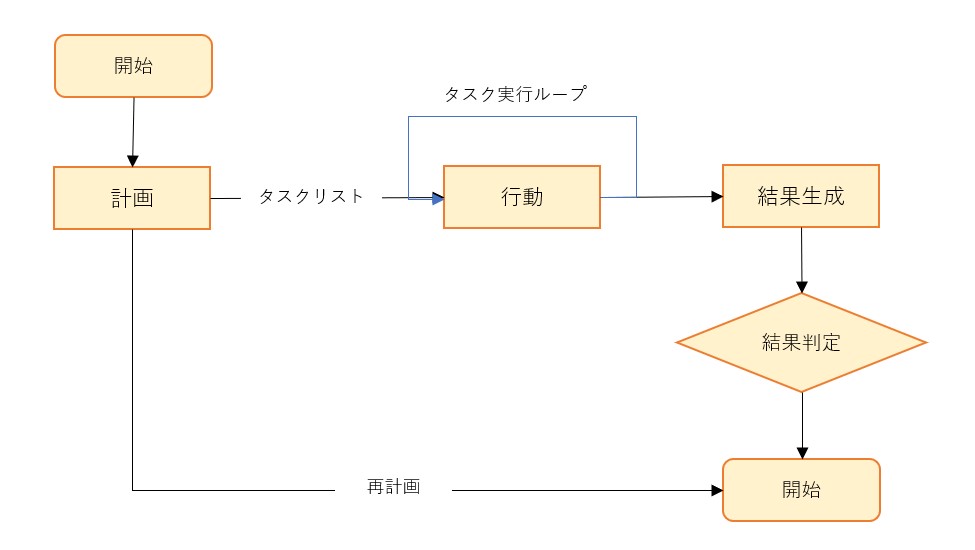 開始
タスク実行ループ
計画
タスクリスト
行動
結果生成
結果判定
再計画
開始